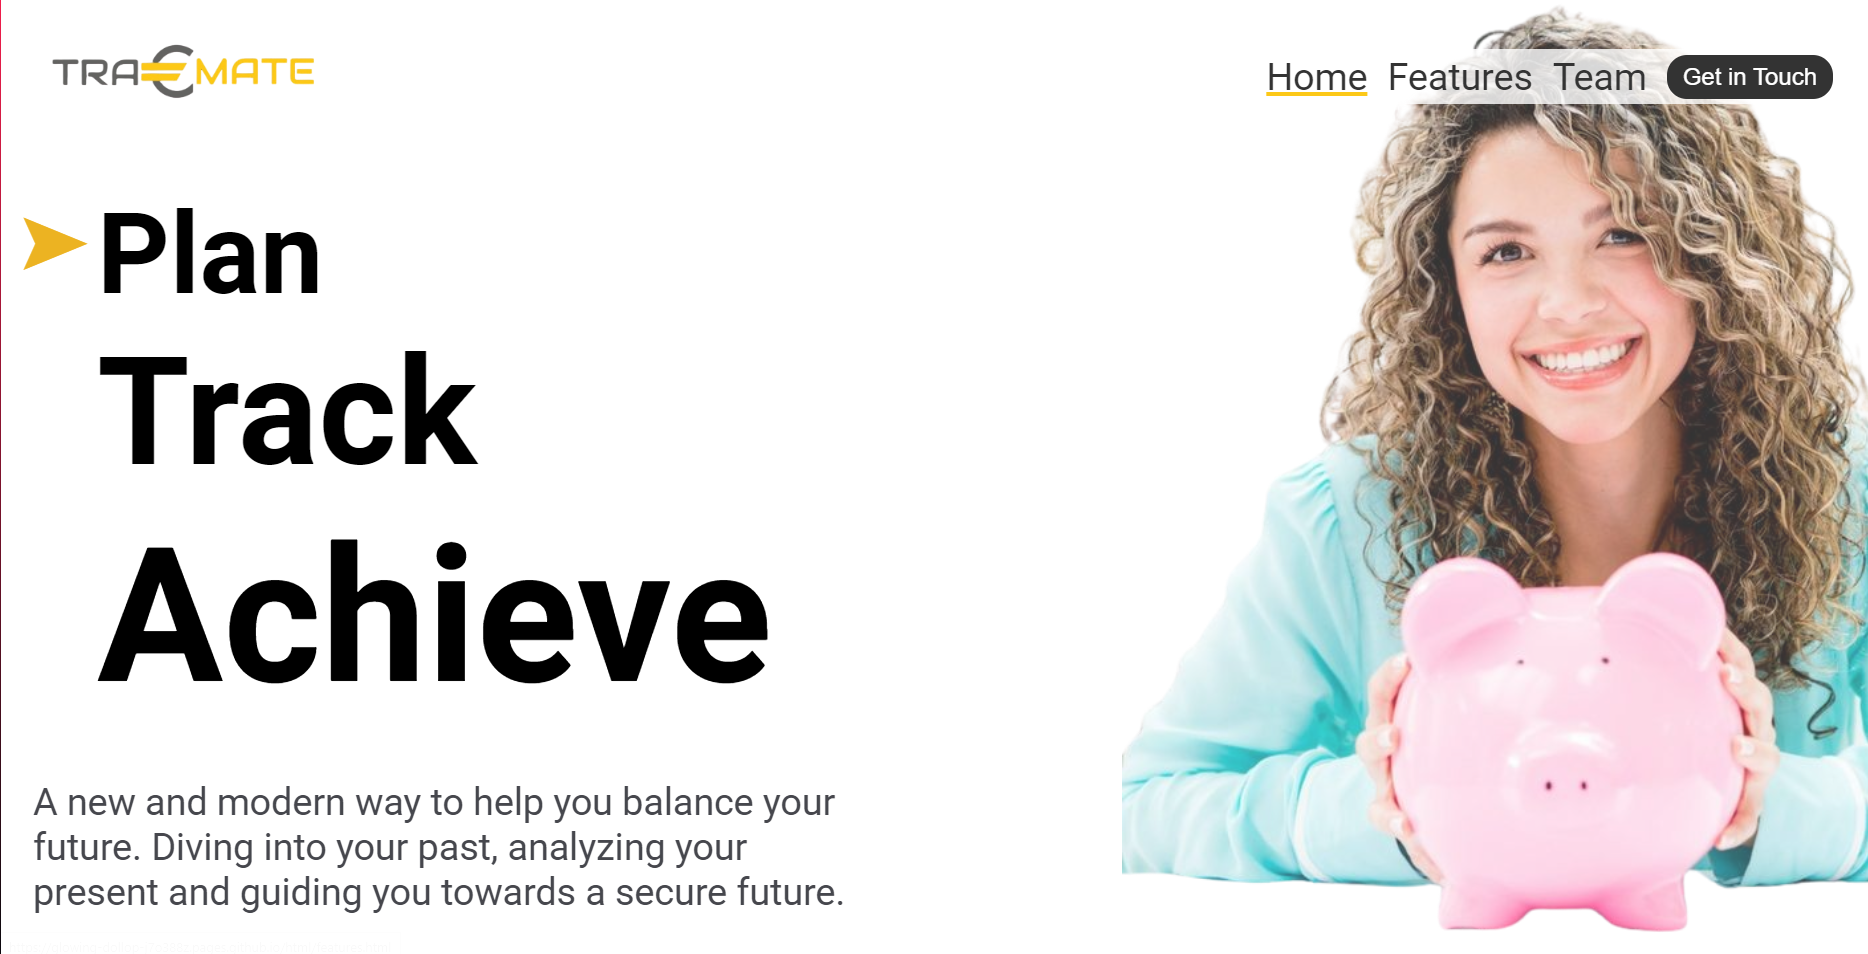 TRA€MATE
Home Features Team Get in Touch
Plan
Track
Achieve
A new and modern way to help you balance your
future. Diving into your past, analyzing your
present and guiding you towards a secure future.